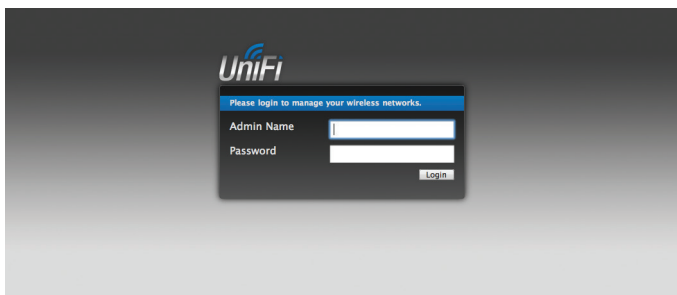 UniFi
Please login to manage your wireless networks.
Admin Name
Password
Login